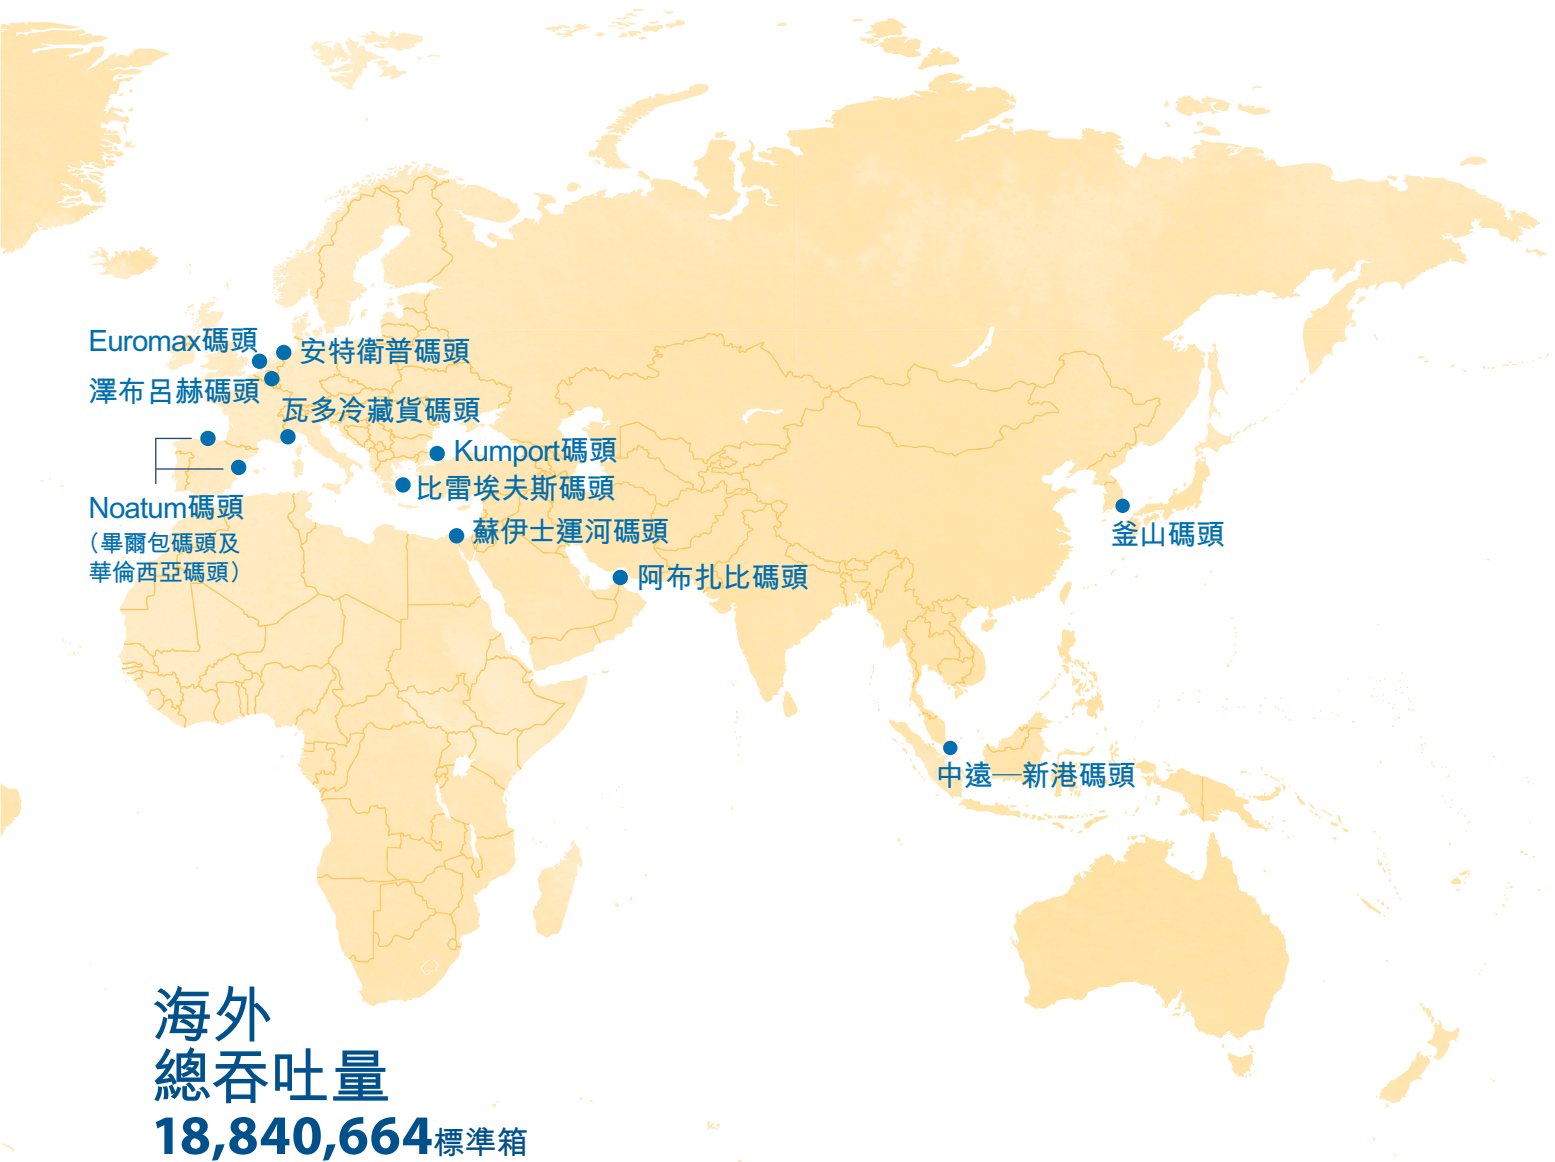 Euromax碼頭
安特衛普碼頭
澤布呂赫碼頭
瓦多冷藏貨碼頭
Kumport碼頭
比雷埃夫斯碼頭
Noatum碼頭
（畢爾包碼頭及
華倫西亞碼頭）
蘇伊士運河碼頭
阿布扎比碼頭
釜山碼頭
中遠─新港碼頭
海外
總吞吐量
18,840,664標準箱